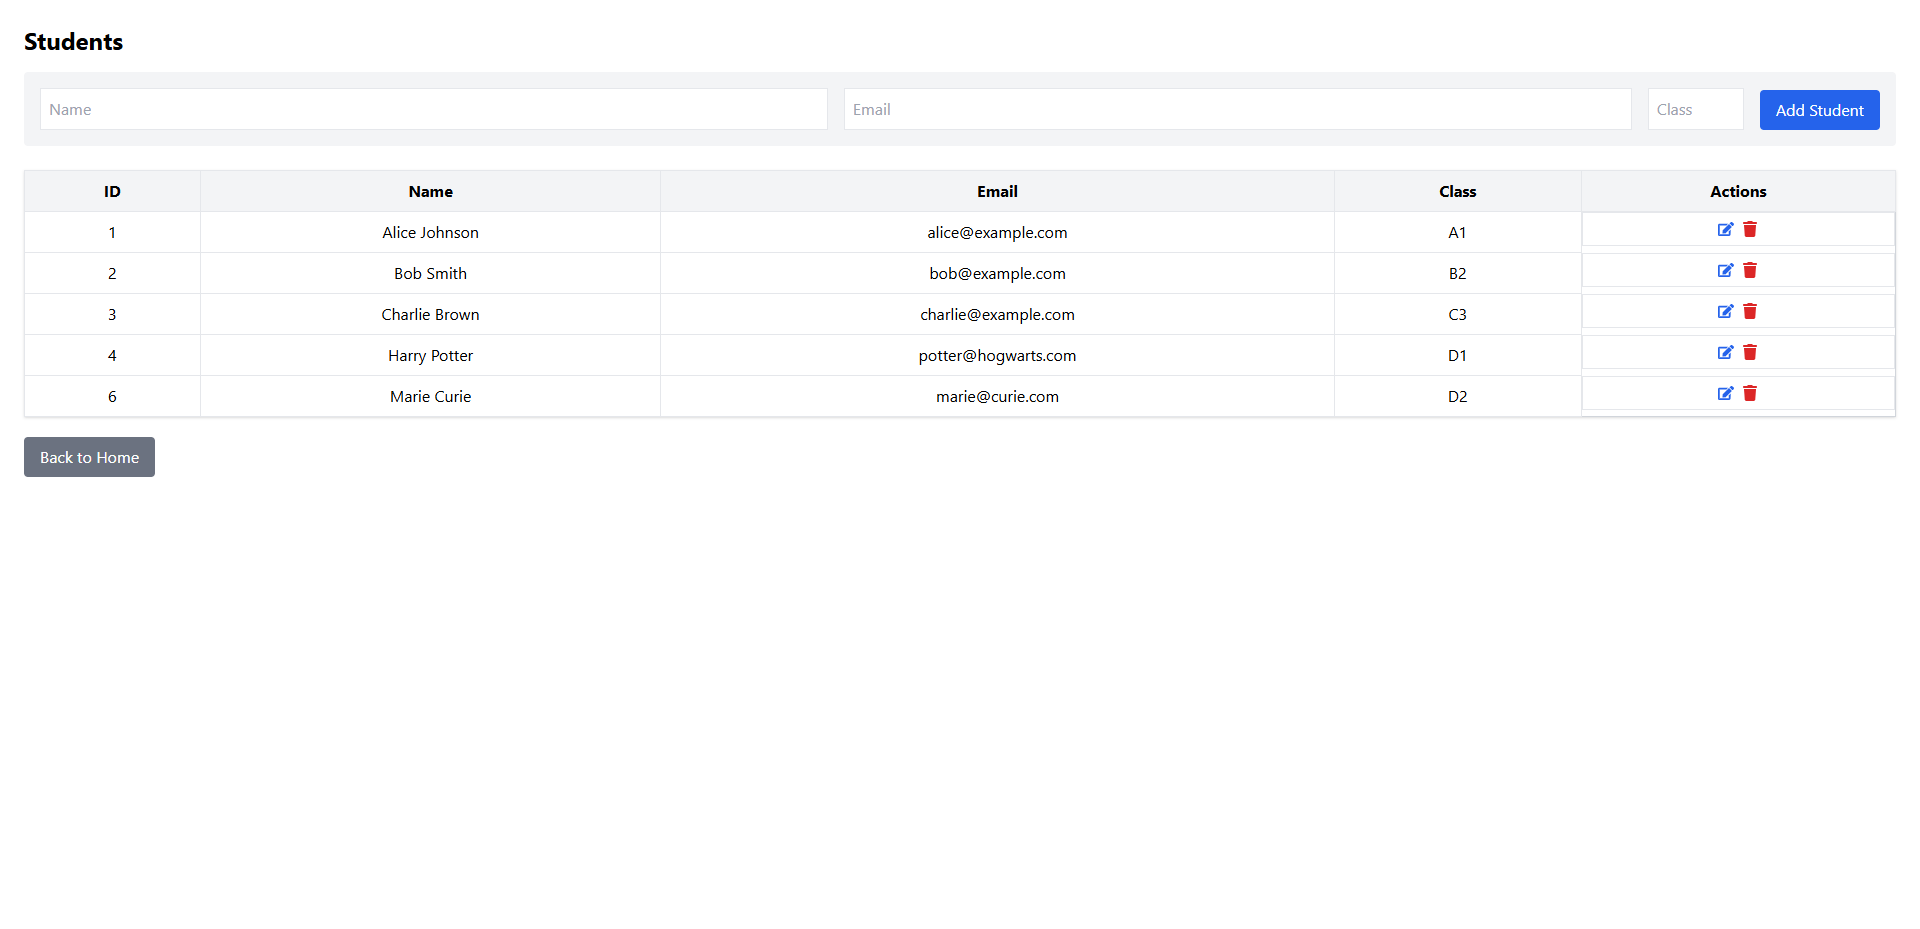 Students
Name Email Class Add Student
ID Name Email Class Actions
1 Alice Johnson alice@example.com A1
2 Bob Smith bob@example.com B2
3 Charlie Brown charlie@example.com C3
4 Harry Potter potter@hogwarts.com D1
6 Marie Curie marie@curie.com D2
Back to Home